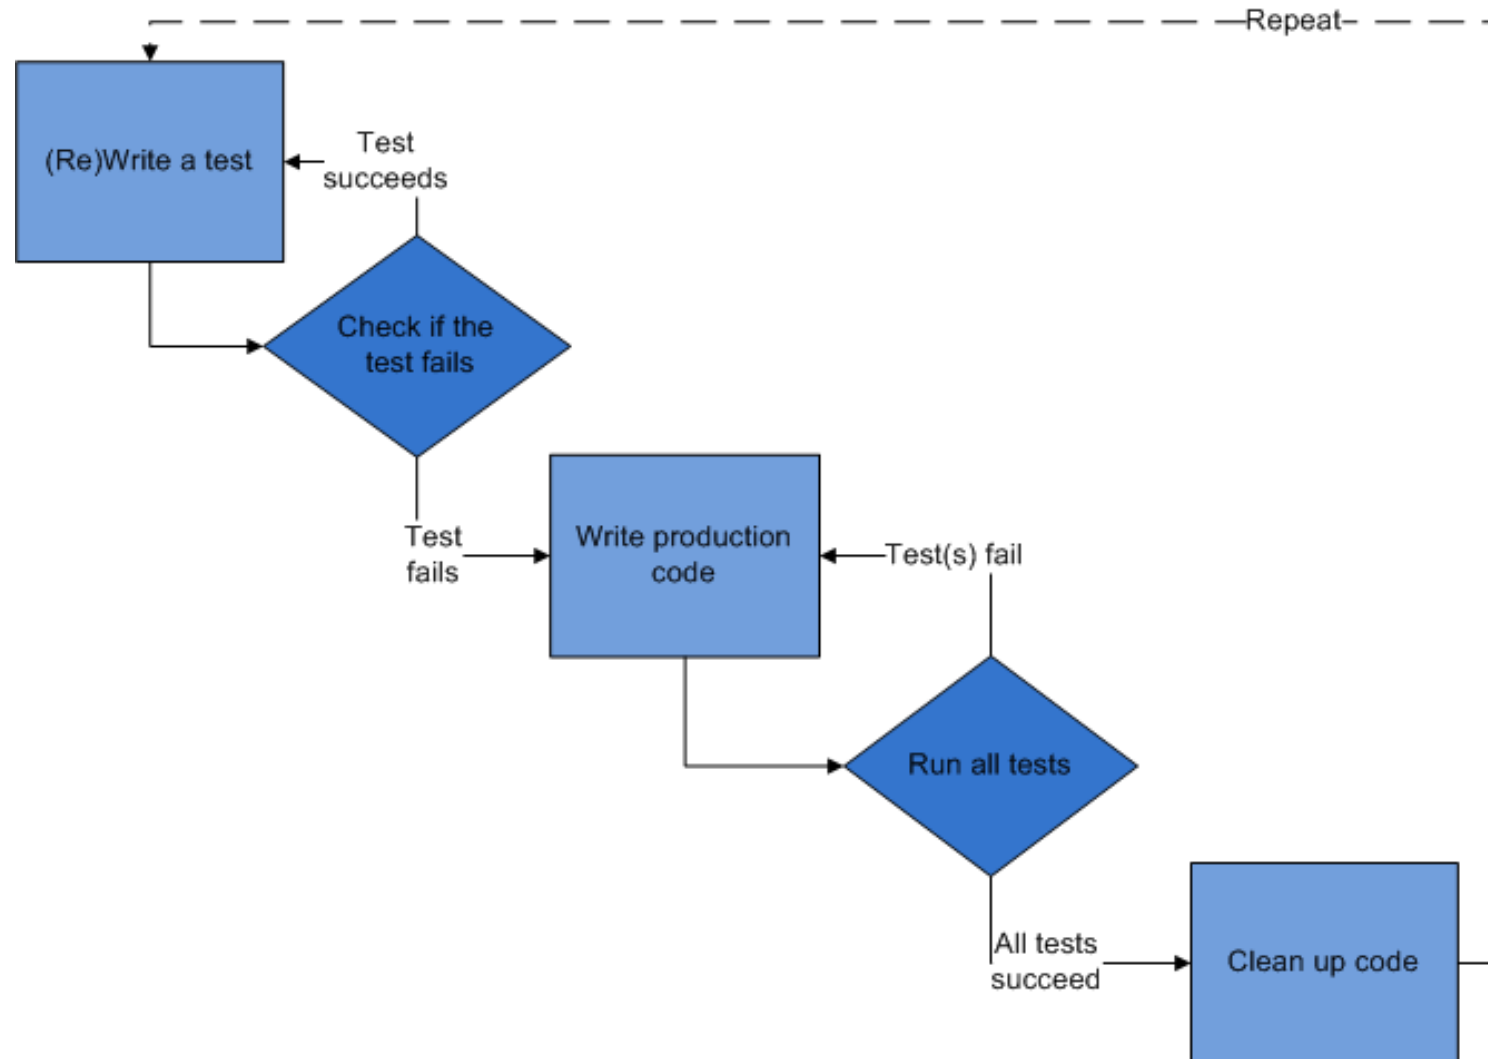 Repeat
(Re)Write a test
Test
succeeds
Check if the
test fails
Test
fails
Write production
code
Test(s) fail
Run all tests
All tests
succeed
Clean up code